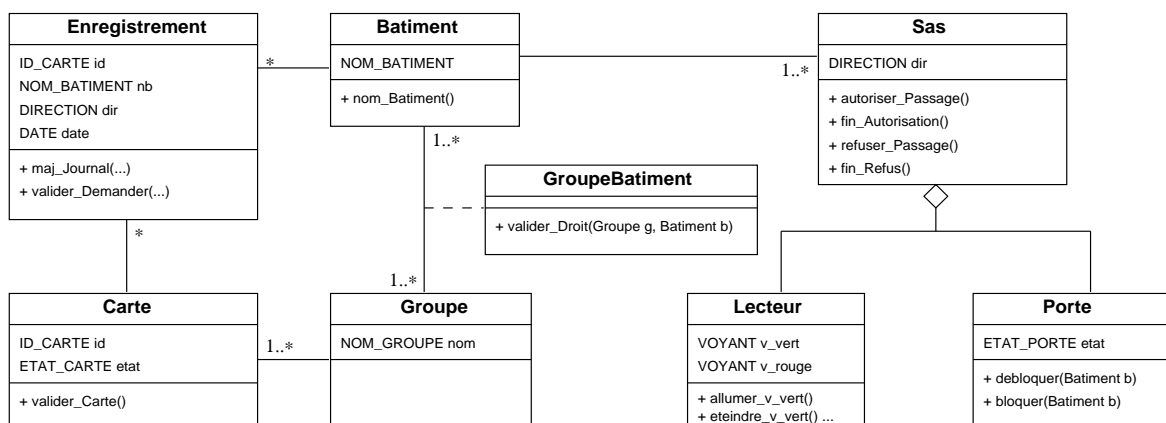 Enregistrement
ID_CARTE id
NOM_BATIMENT nb
DIRECTION dir
DATE date
+ maj_Journal(...)
+ valider_Demander(...)
*
Bâtiment
NOM_BATIMENT
+ nom_Batiment()
1..*
1..*
Sas
DIRECTION dir
+ autoriser_Passage()
+ fin_Autorisation()
+ refuser_Passage()
+ fin_Refus()
GroupeBatiment
+ valider_Droit(Groupe g, Batiment b)
*
1..*
Carte
ID_CARTE id
ETAT_CARTE etat
+ valider_Carte()
1..*
Groupe
NOM_GROUPE nom
Lecteur
VOYANT v_vert
VOYANT v_rouge
+ allumer_v_vert()
+ eteindre_v_vert() ...
Porte
ETAT_PORTE etat
+ debloquer(Batiment b)
+ bloquer(Batiment b)